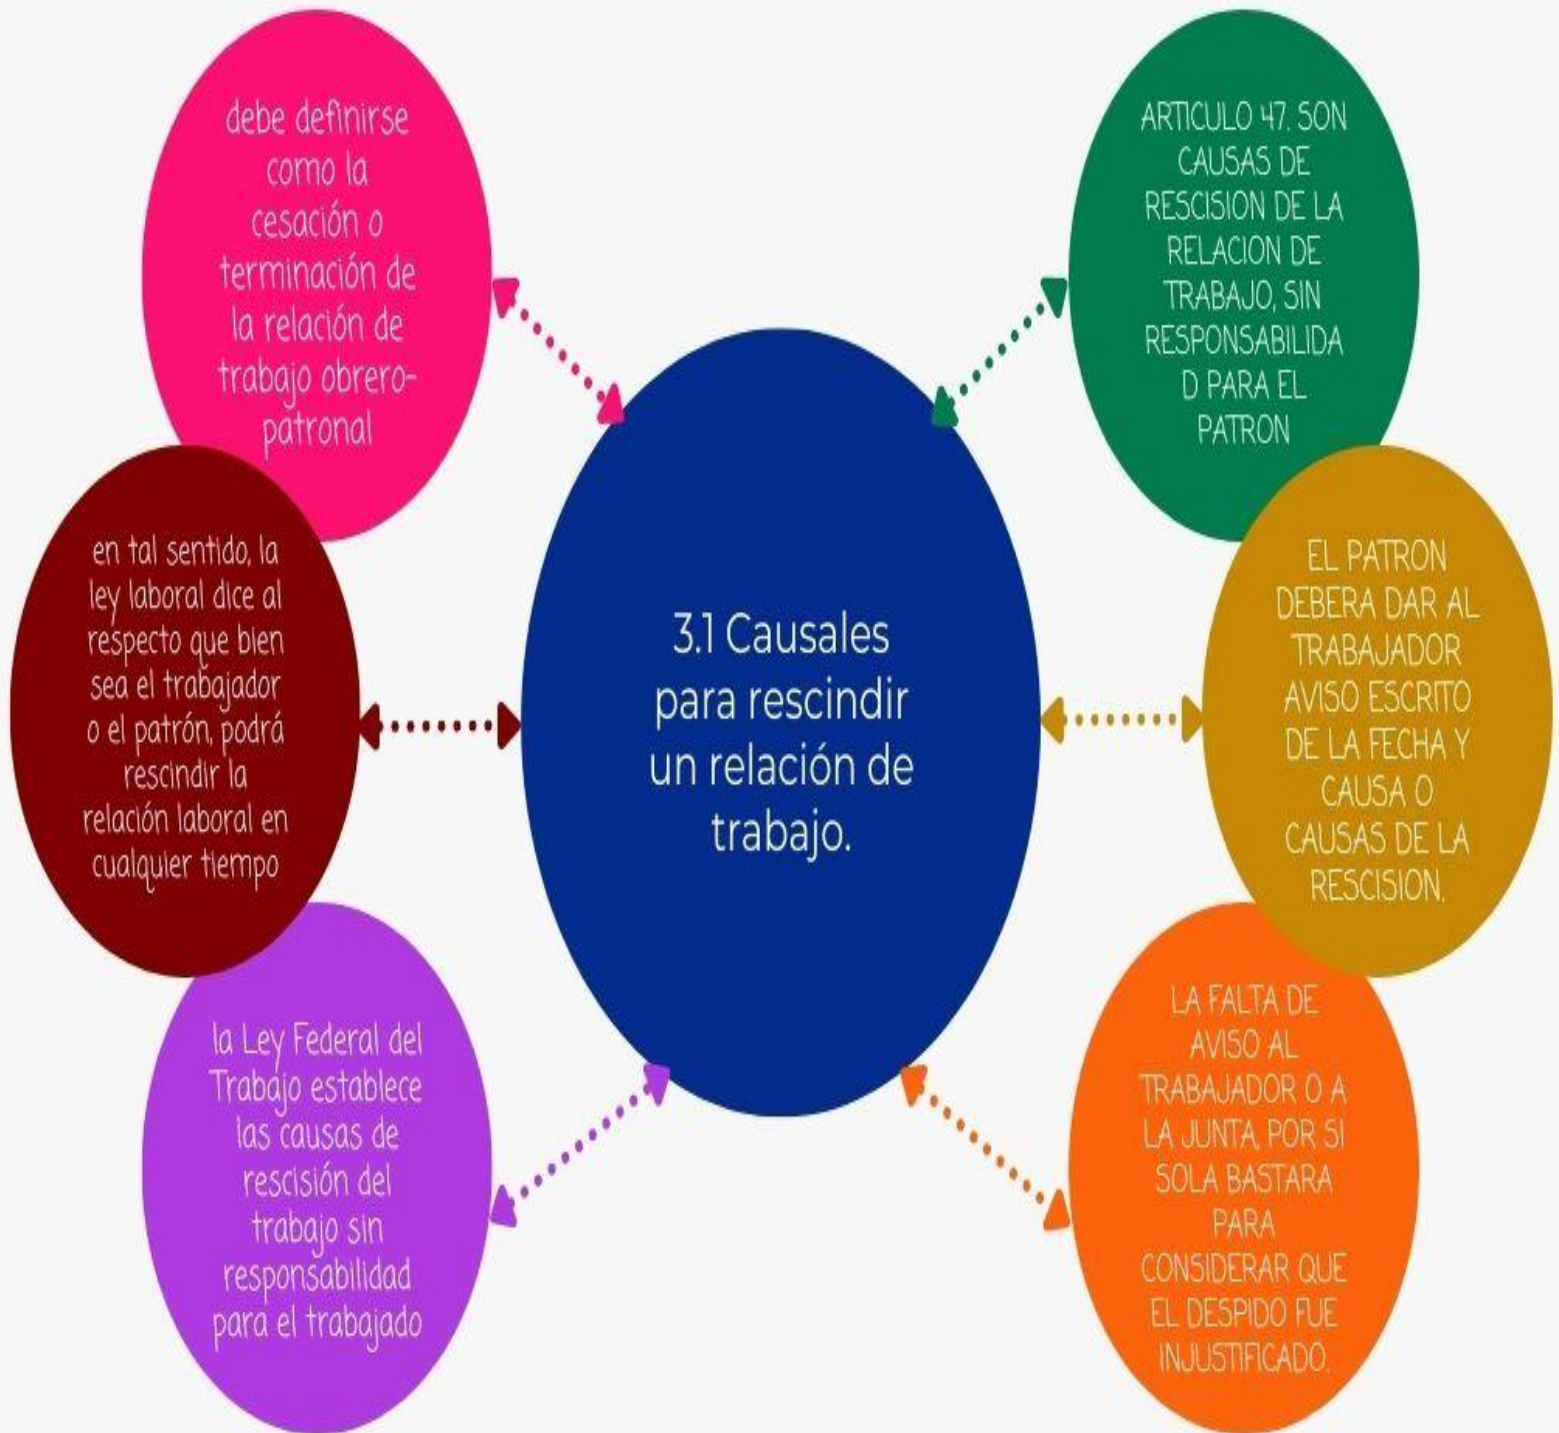 debe definirse
como la
cesación o
terminación de
la relación de
trabajo obrero-
patronal
en tal sentido, la
ley laboral dice al
respecto que bien
sea el trabajador
o el patrón, podrá
rescindir la
relación laboral en
cualquier tiempo
la Ley Federal del
Trabajo establece
las causas de
rescisión del
trabajo sin
responsabilidad
para el trabajado
3.1 Causales
para rescindir
un relación de
trabajo.
ARTICULO 47. SON
CAUSAS DE
RESCISION DE LA
RELACION DE
TRABAJO, SIN
RESPONSABILIDA
D PARA EL
PATRON
EL PATRON
DEBERA DAR AL
TRABAJADOR
AVISO ESCRITO
DE LA FECHA Y
CAUSA O
CAUSAS DE LA
RESCISION.
LA FALTA DE
AVISO AL
TRABAJADOR O A
LA JUNTA, POR SI
SOLA BASTARA
PARA
CONSIDERAR QUE
EL DESPIDO FUE
INJUSTIFICADO.